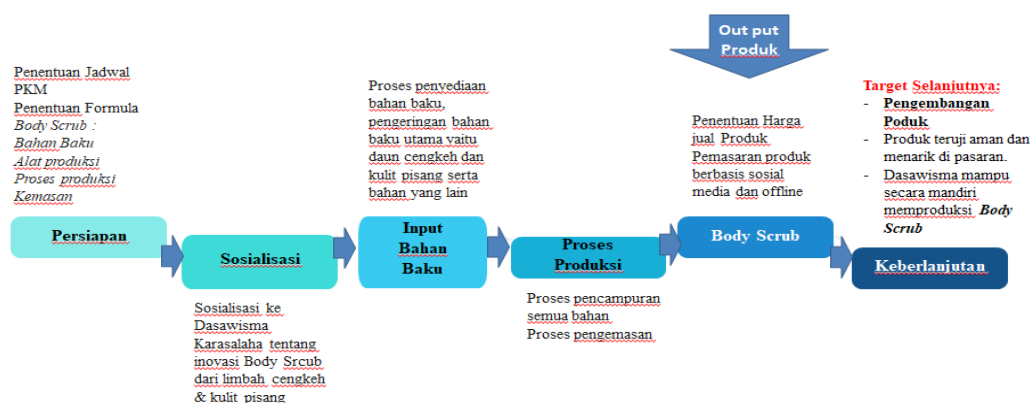 Penentuan Jadwal
PKM
Penentuan Formula
Body Scrub :
Bahan Baku
Alat produksi
Proses produksi
Kemasan
Persiapan
Sosialisasi
Sosialisasi ke
Dasawisma
Karasalaha tentang
inovasi Body Srcub
dari limbah cengkeh
& kulit pisang
Proses penyediaan
bahan baku,
pengeringan bahan
baku utama yaitu
daun cengkeh dan
kulit pisang serta
bahan yang lain
Input
Bahan
Baku
Proses
Produksi
Proses pencampuran
semua bahan
Proses pengemasan
Out put
Produk
Penentuan Harga
jual Produk
Pemasaran produk
berbasis sosial
media dan offline
Body Scrub
Target Selanjutnya:
- Pengembangan
Poduk
- Produk teruji aman dan
menarik di pasaran.
- Dasawisma mampu
secara mandiri
memproduksi Body
Scrub
Keberlanjutan